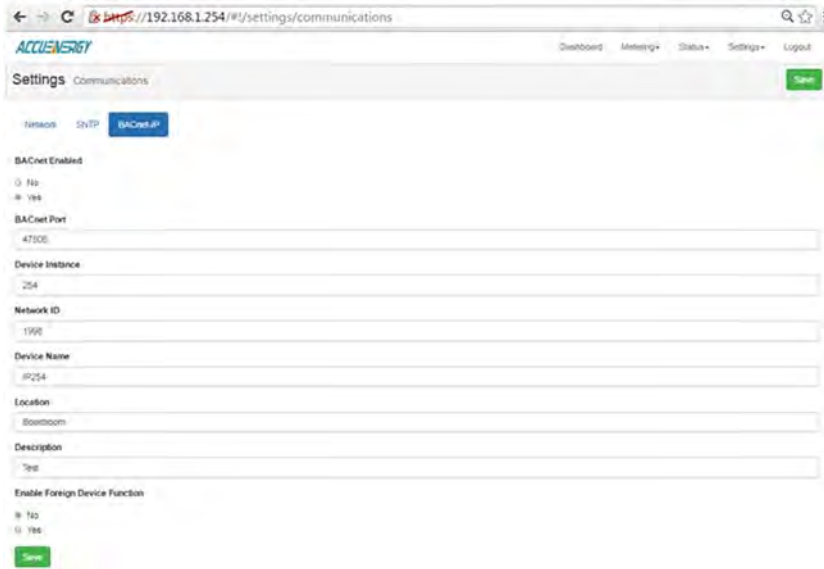 https://192.168.1.254/#!/settings/communications
ACCUENERGY
Dashboard Metering Status Settings Logout
Settings Communications
Save
Network SNTP BACnet-IP
BACnet Enabled
No
Yes
BACnet Port
47808
Device Instance
254
Network ID
1998
Device Name
IP254
Location
Boardroom
Description
Test
Enable Foreign Device Function
No
Yes
Save